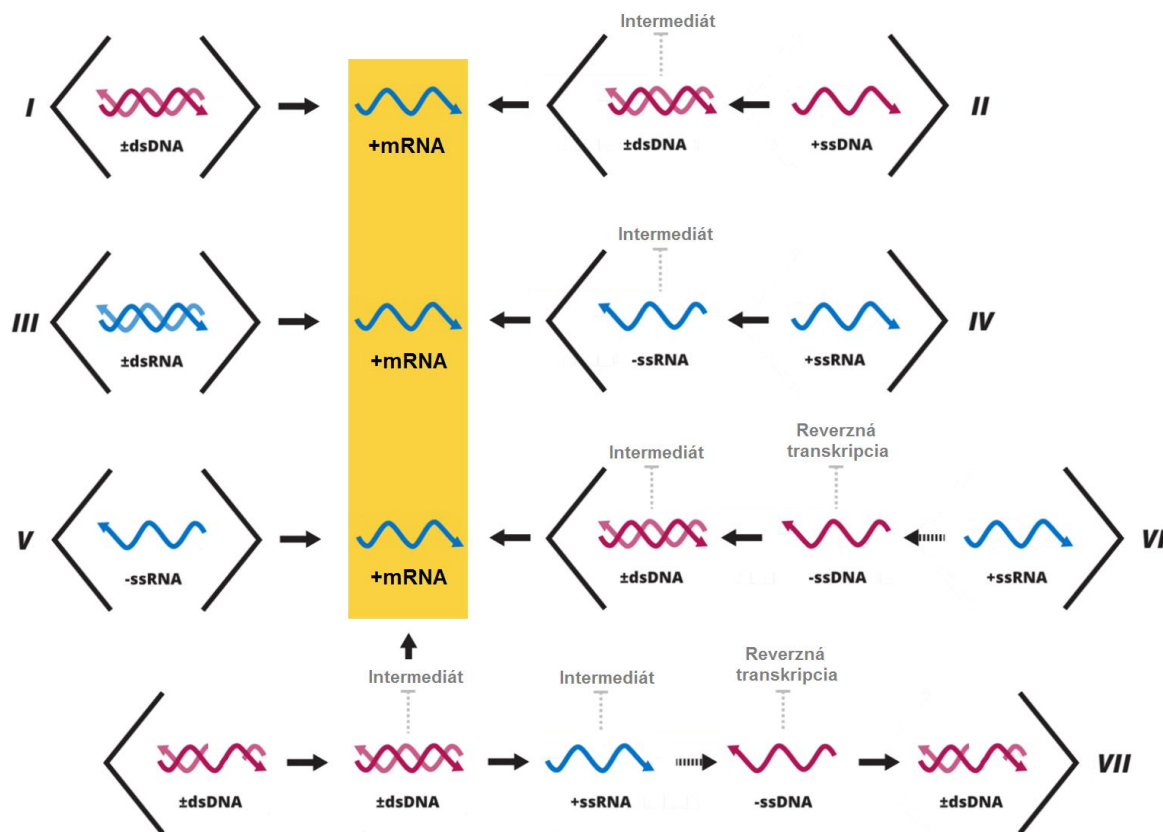 Intermediát
I
±dsDNA
+mRNA
±dsDNA
+ssDNA
II
Intermediát
III
±dsRNA
+mRNA
-ssRNA
+ssRNA
IV
Intermediát
Reverzná
transkripcia
V
-ssRNA
+mRNA
±dsDNA
-ssDNA
+ssRNA
VI
Intermediát
Intermediát
Reverzná
transkripcia
±dsDNA
±dsDNA
+ssRNA
-ssDNA
±dsDNA
VII